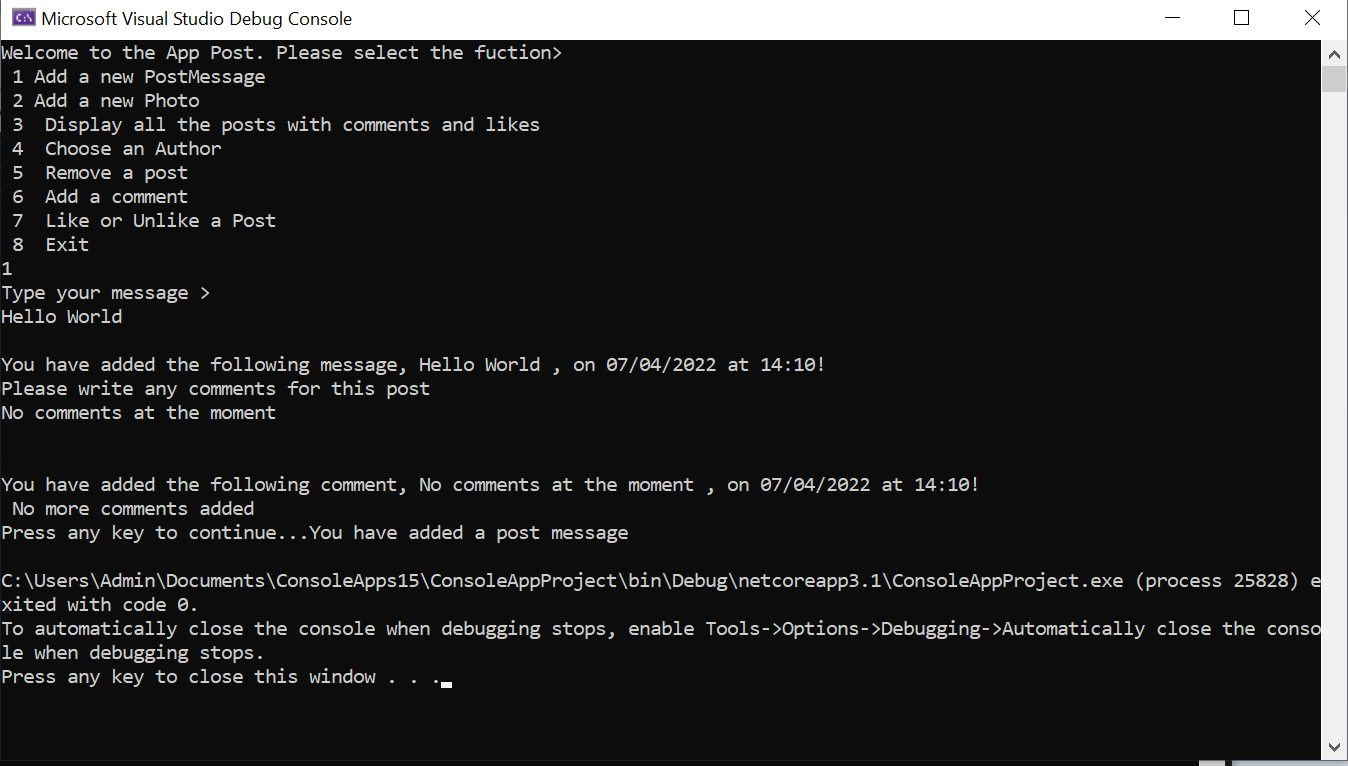 Microsoft Visual Studio Debug Console
Welcome to the App Post. Please select the fuction>
1 Add a new PostMessage
2 Add a new Photo
3  Display all the posts with comments and likes
4  Choose an Author
5  Remove a post
6  Add a comment
7  Like or Unlike a Post
8  Exit
1
Type your message >
Hello World
You have added the following message, Hello World , on 07/04/2022 at 14:10!
Please write any comments for this post
No comments at the moment
You have added the following comment, No comments at the moment , on 07/04/2022 at 14:10!
No more comments added
Press any key to continue...You have added a post message
C:\Users\Admin\Documents\ConsoleApps15\ConsoleAppProject\bin\Debug\netcoreapp3.1\ConsoleAppProject.exe (process 25828) e
xited with code 0.
To automatically close the console when debugging stops, enable Tools->Options->Debugging->Automatically close the conso
le when debugging stops.
Press any key to close this window . . .